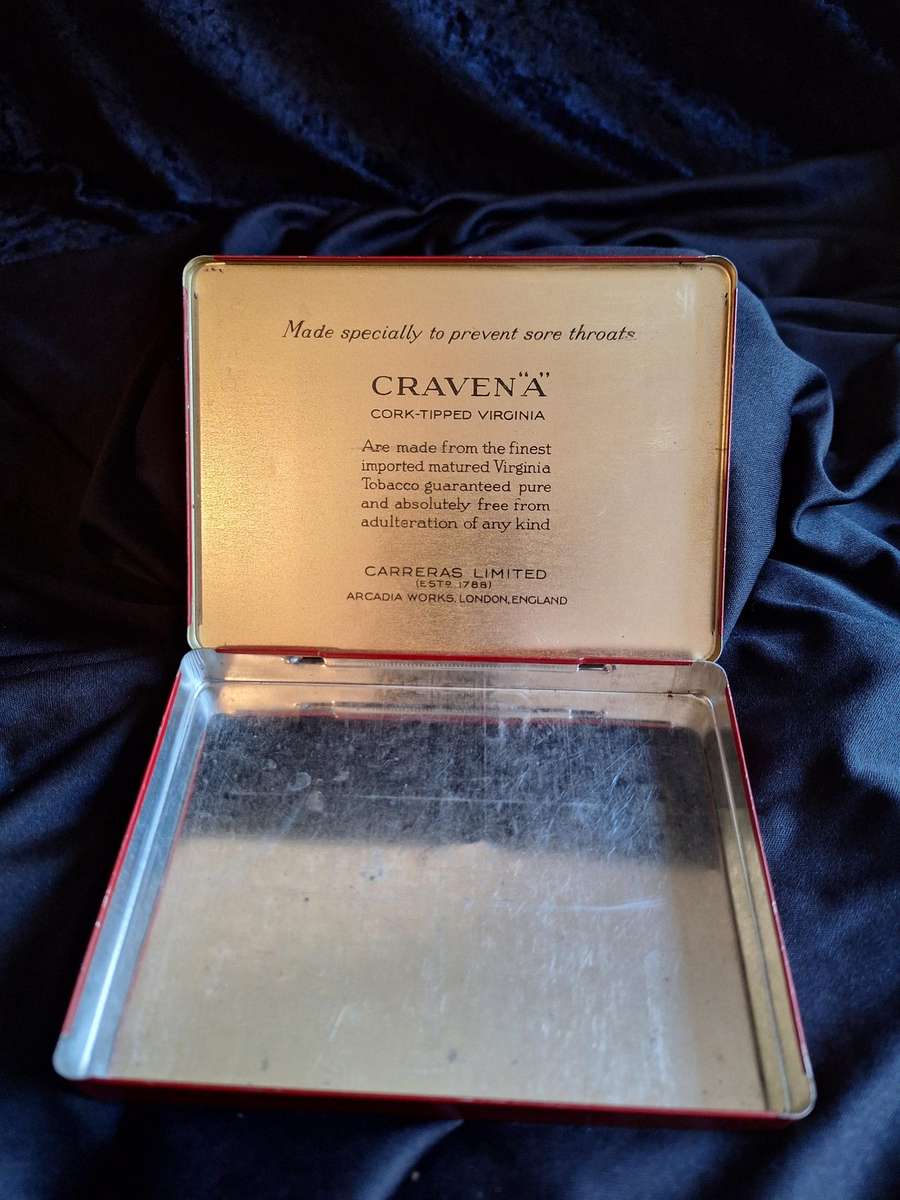 Made specially to prevent sore throats
CRAVEN "A"
CORK-TIPPED VIRGINIA
Are made from the finest
imported matured Virginia
Tobacco guaranteed pure
and absolutely free from
adulteration of any kind
CARRERAS LIMITED
(ESTD 1788)
ARCADIA WORKS, LONDON, ENGLAND